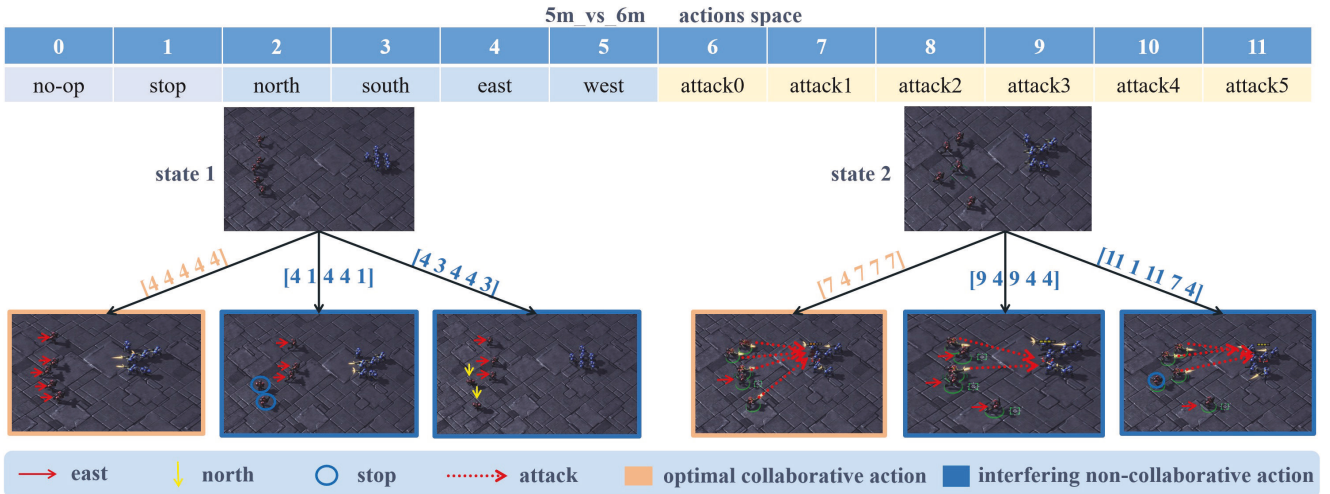 5m_vs_6m actions space
0 1 2 3 4 5 6 7 8 9 10 11
no-op stop north south east west attack0 attack1 attack2 attack3 attack4 attack5
state 1
state 2
[4 4 4 4 4]
[4 1 4 4 1]
[4 3 4 4 3]
[7 4 7 7 7]
[9 4 9 4 4]
[11 1 11 7 4]
east north stop attack optimal collaborative action interfering non-collaborative action